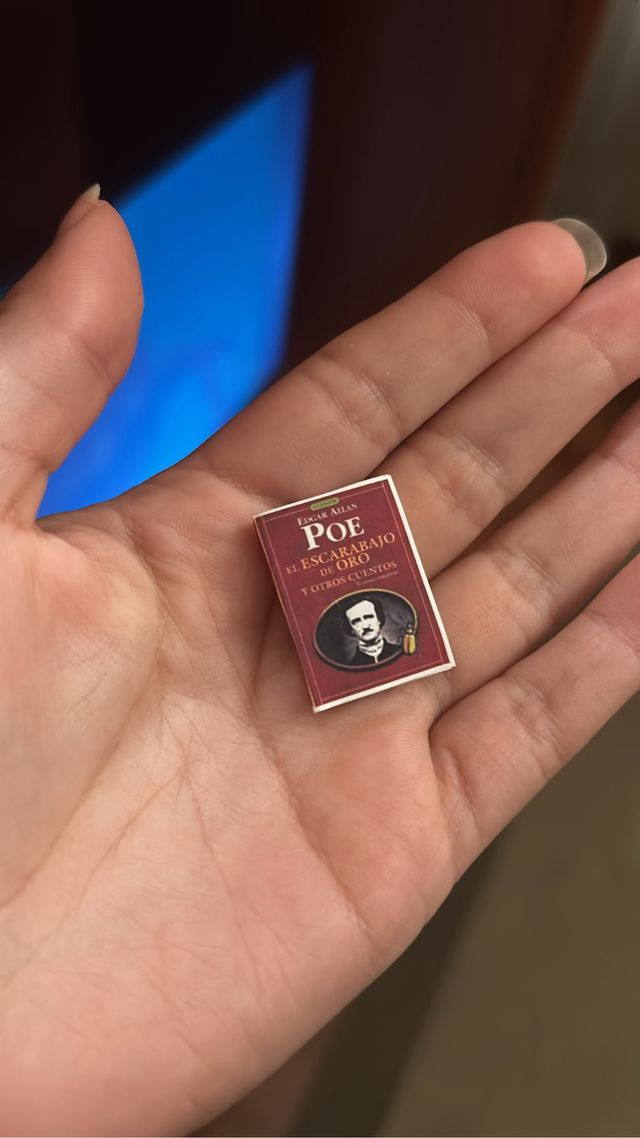 EDGAR ALLAN
POE
EL ESCARABAJO
DE ORO
Y OTROS CUENTOS